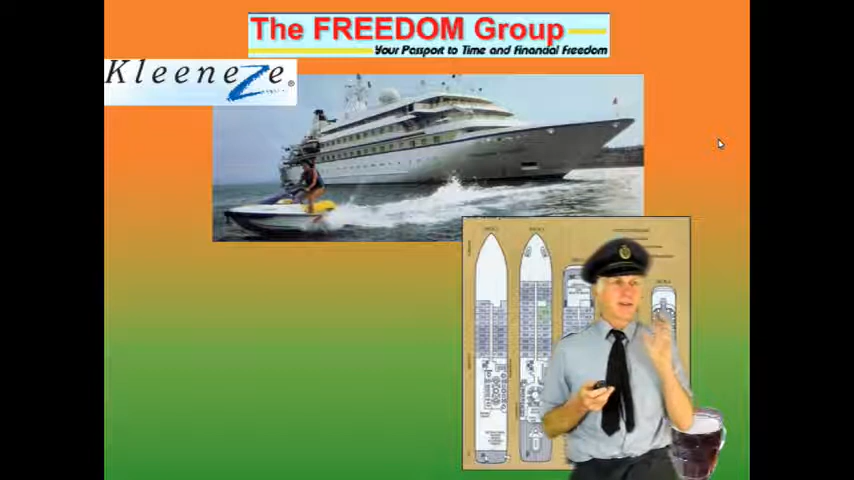 The FREEDOM Group
Your Passport to Time and Financial Freedom
Kleeneze